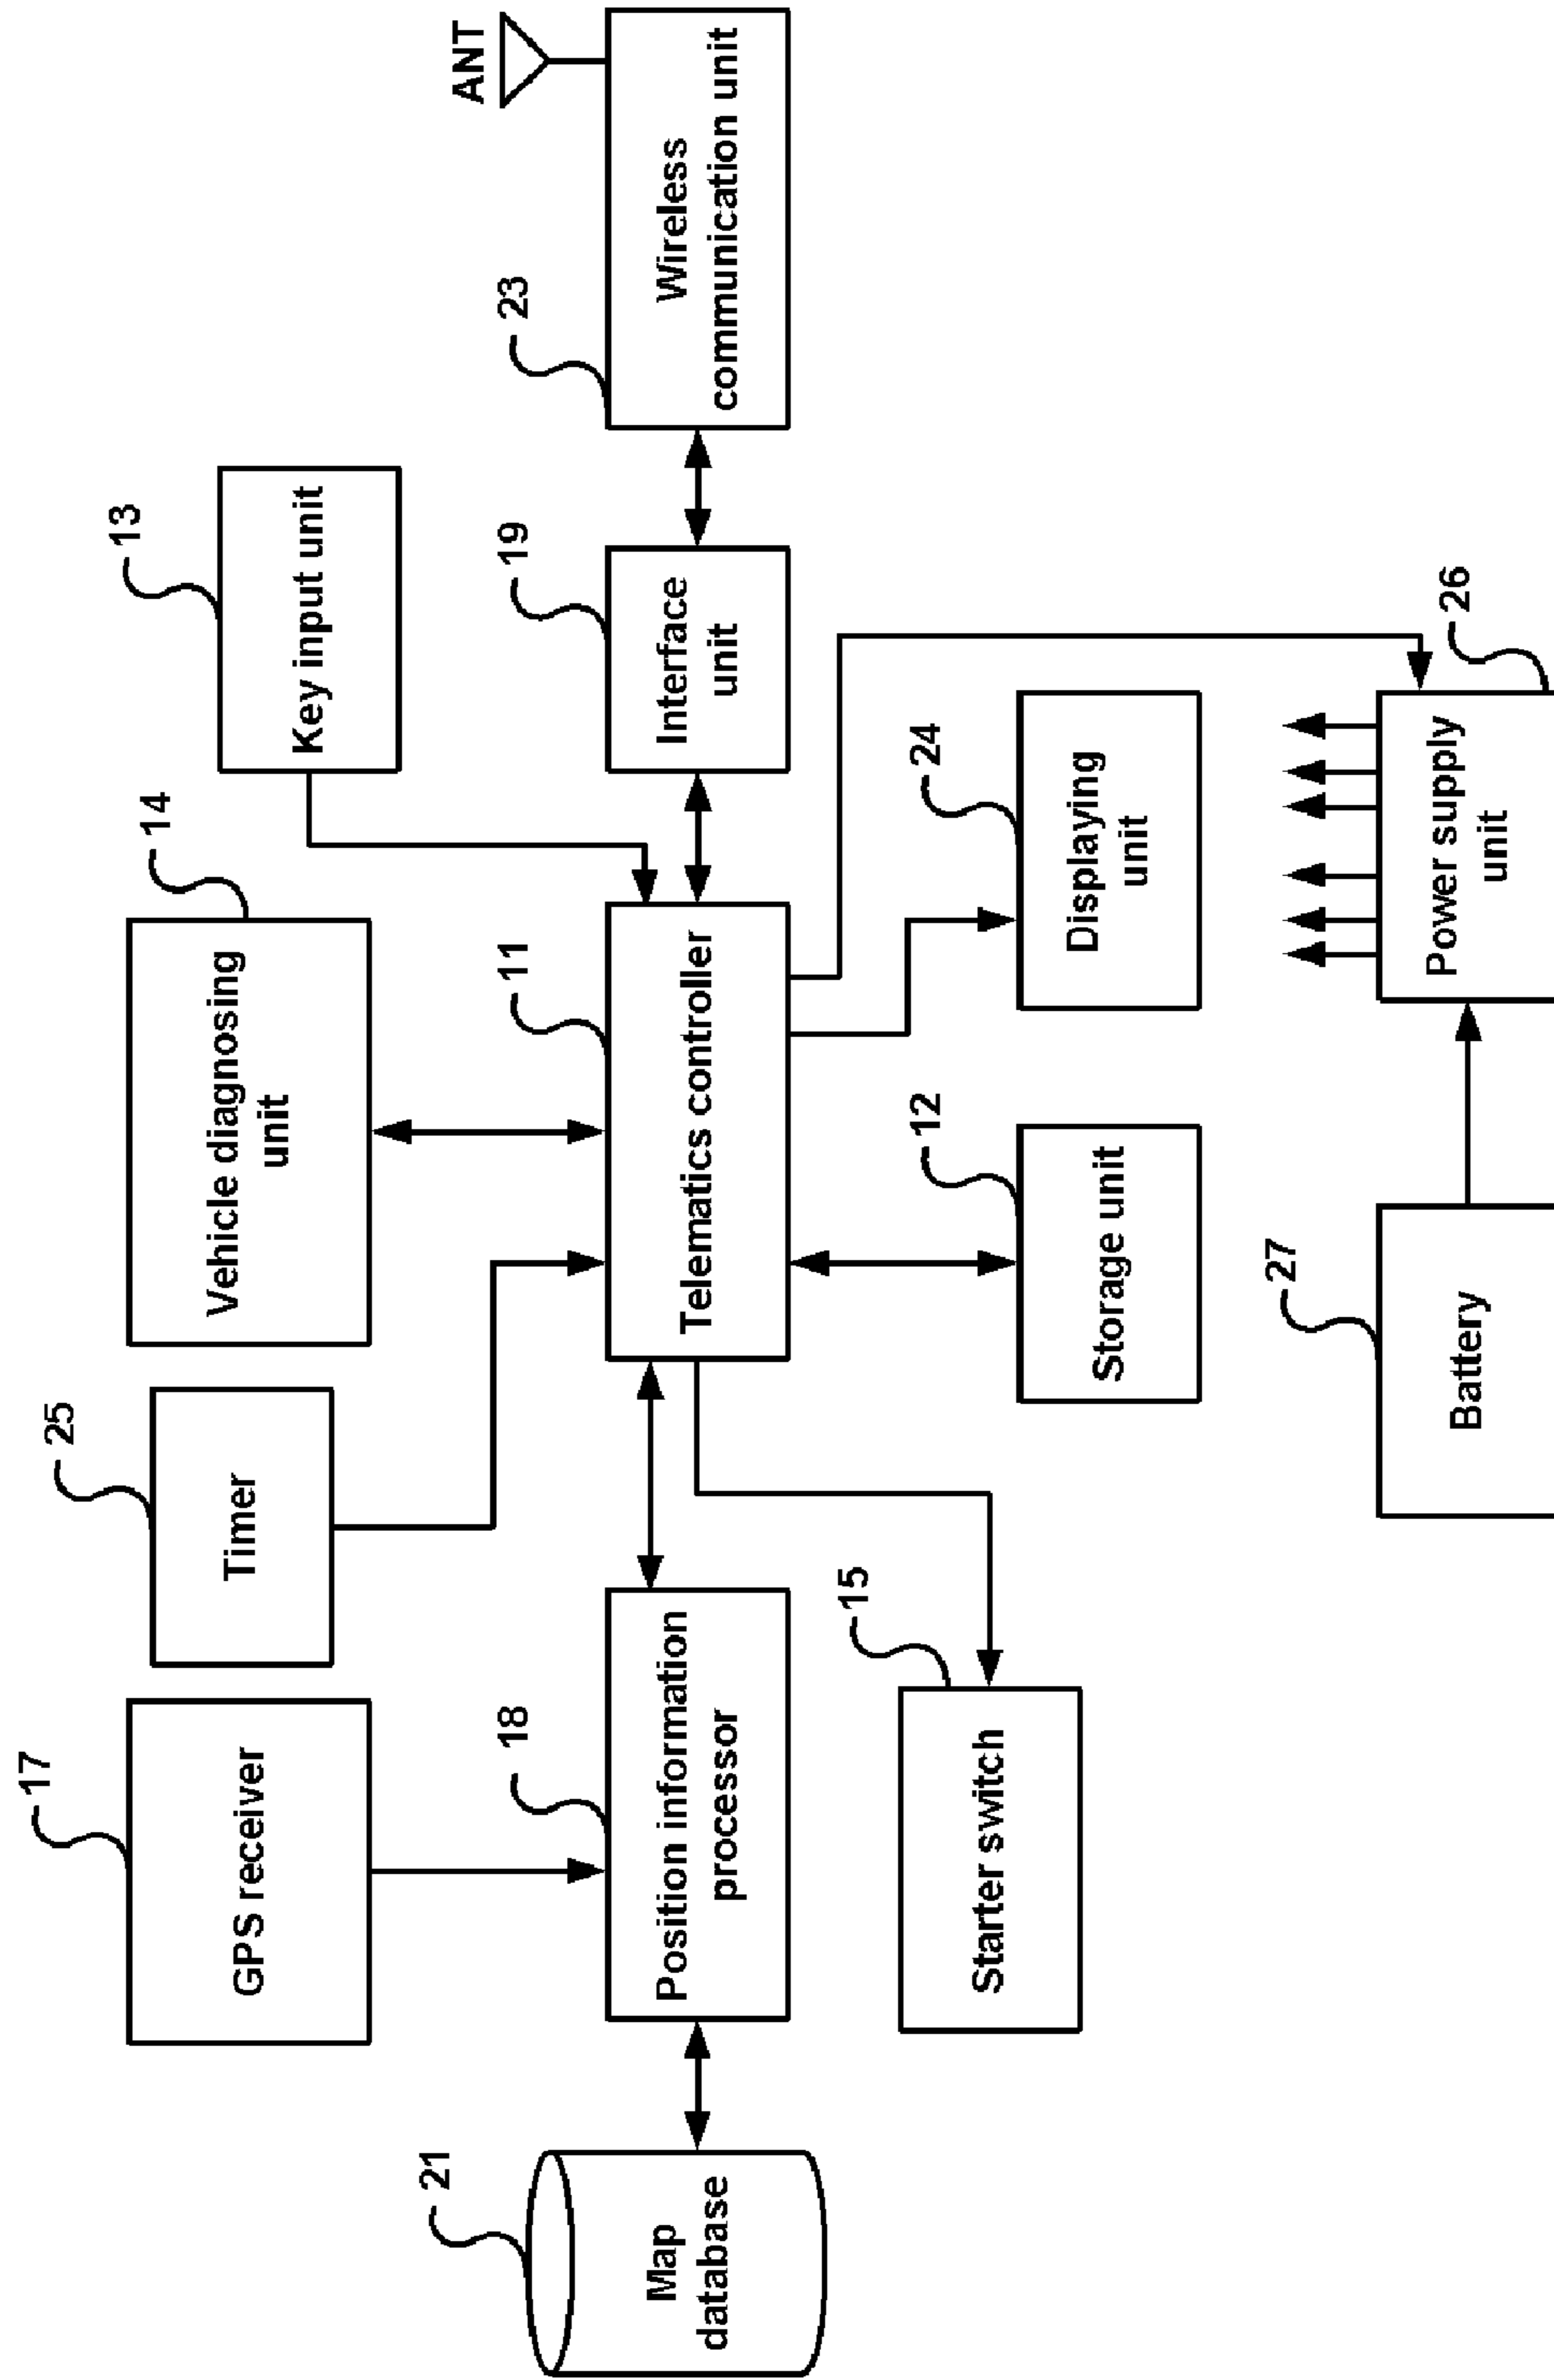 17
GPS receiver
25
Timer
14
Vehicle diagnosing
unit
13
Key input unit
ANT
21
Map
database
18
Position information
processor
11
Telematics controller
19
Interface
unit
23
Wireless
communication unit
15
Starter switch
12
Storage unit
24
Displaying
unit
27
Battery
26
Power supply
unit